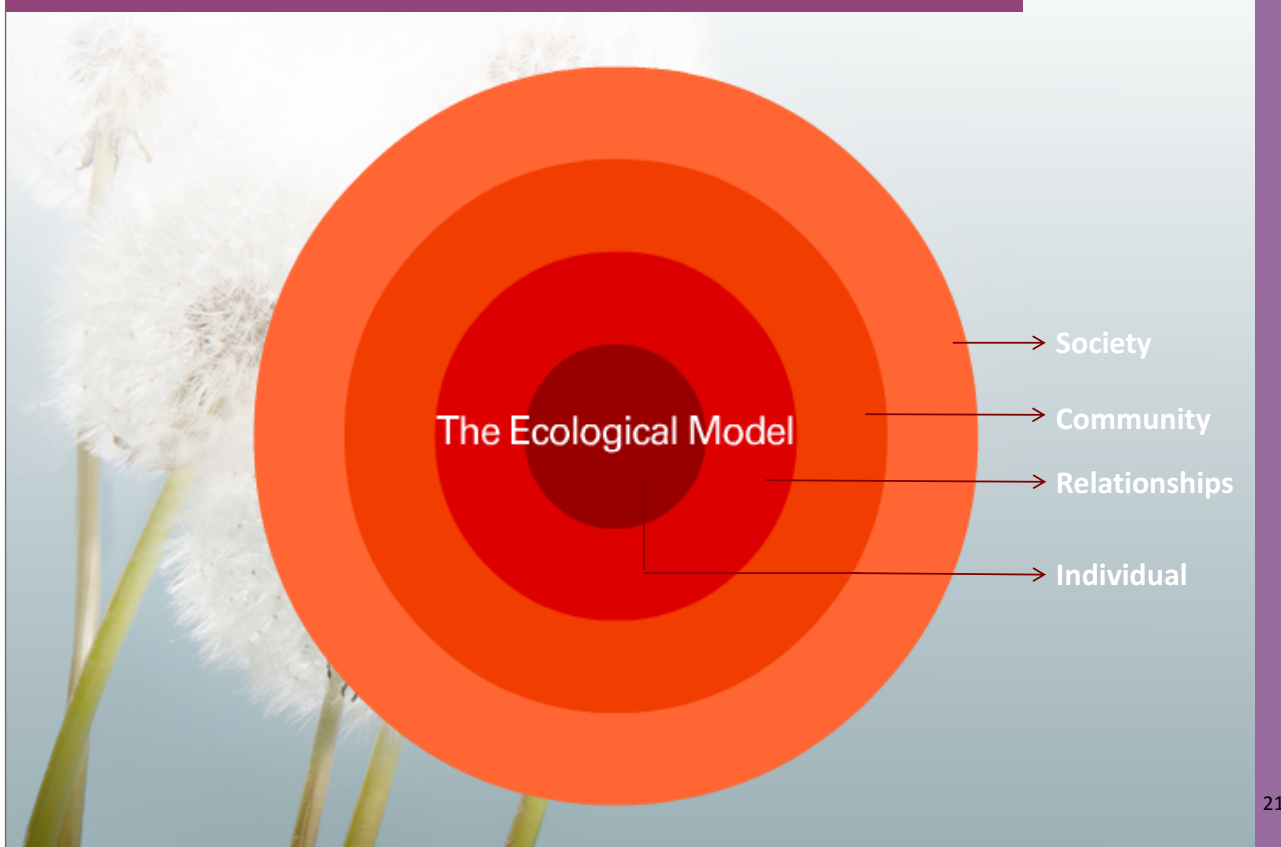 The Ecological Model
Society
Community
Relationships
Individual
21